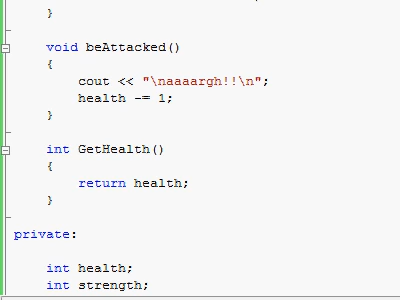 }
void beAttacked()
{
cout << "\naaaargh!!\n";
health -= 1;
}
int GetHealth()
{
return health;
}
private:
int health;
int strength;